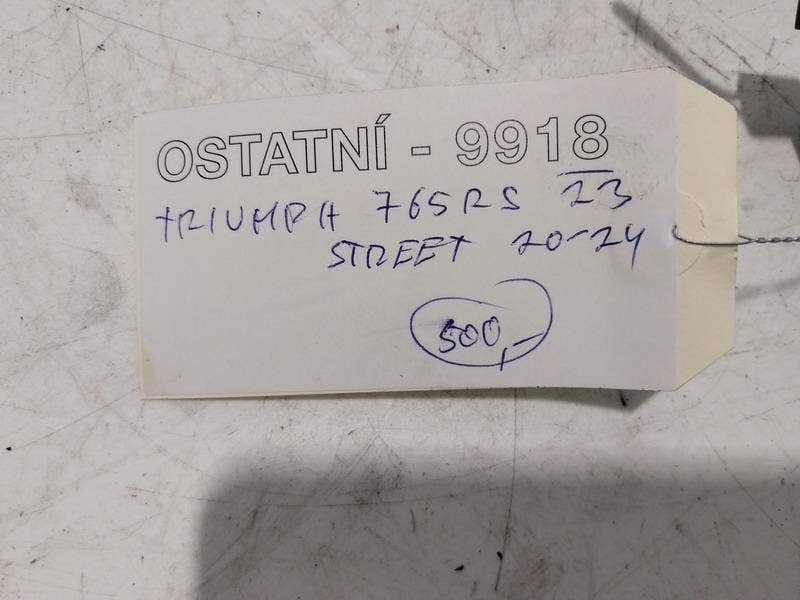 OSTATNÍ - 9918
TRIUMPH 765RS 23
STREET 20-24
500,-